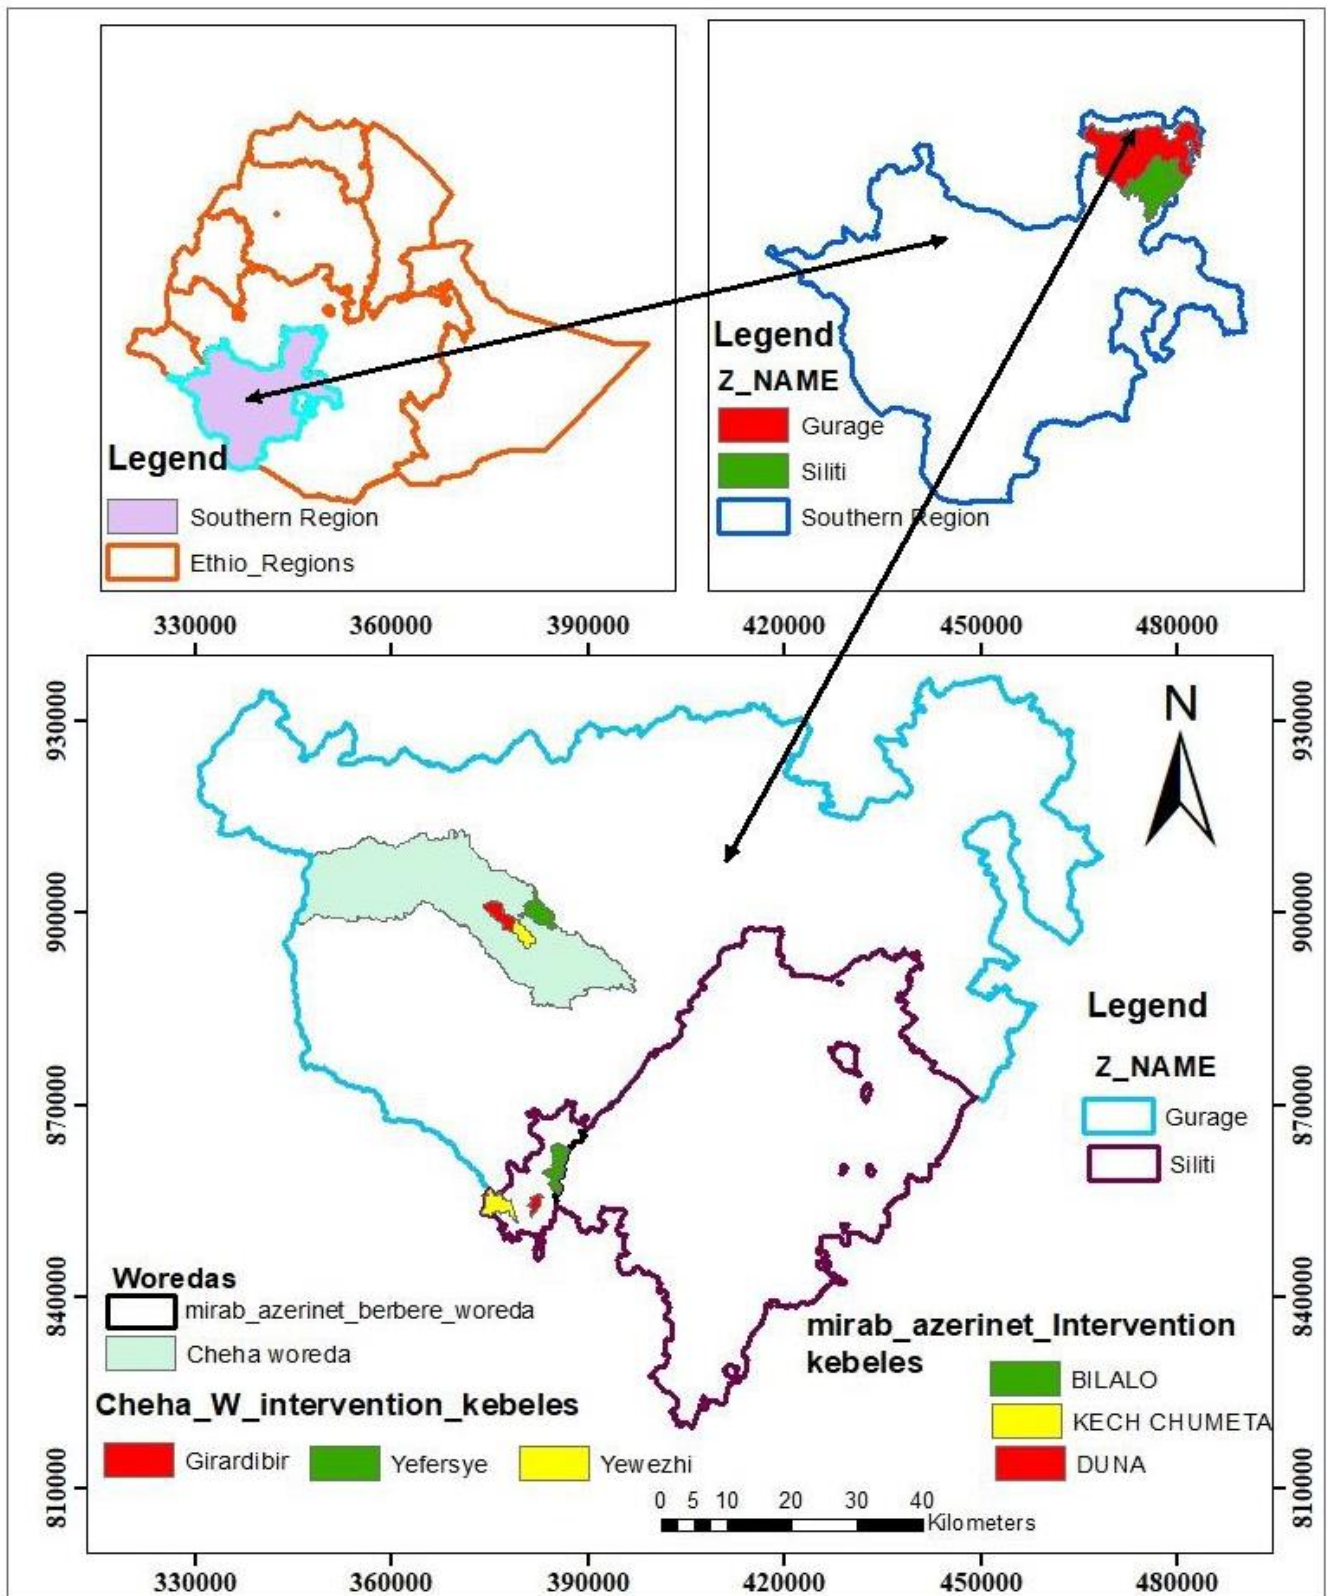 Legend
Southern Region
Ethio_Regions
Legend
Z_NAME
Gurage
Siliti
Southern Region
330000 360000 390000 420000 450000 480000
930000
900000
870000
840000
810000
N
930000
900000
870000
840000
810000
Legend
Z_NAME
Gurage
Siliti
Woredas
mirab_azerinet_berbere_woreda
Cheha woreda
Cheha_W_intervention_kebeles
Girardibir Yefersye Yewezhi
mirab_azerinet_Intervention
kebeles
BILALO
KECH CHUMETA
DUNA
0 5 10 20 30 40
Kilometers
330000 360000 390000 420000 450000 480000